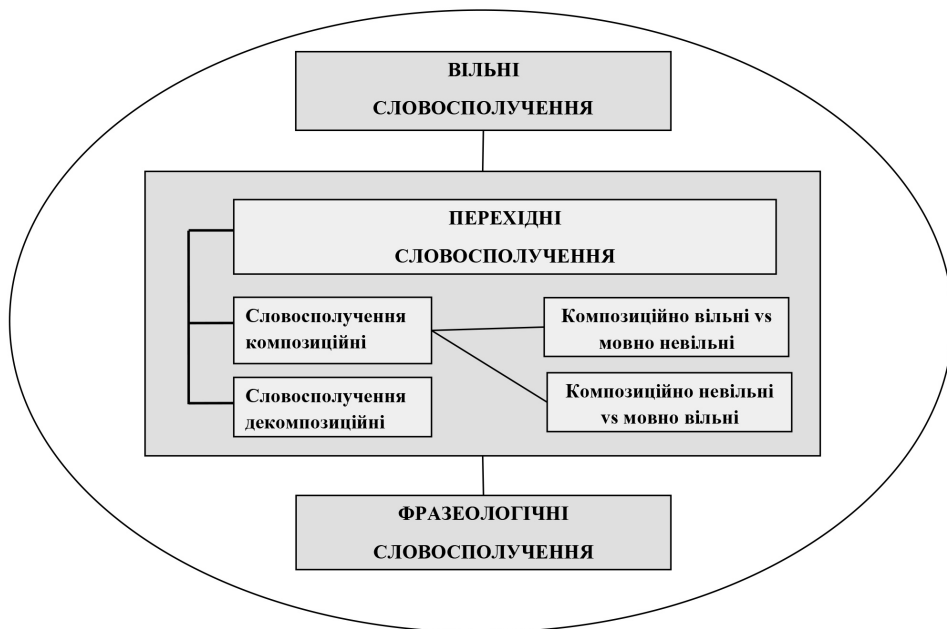 ВІЛЬНІ
СЛОВОСПОЛУЧЕННЯ
ПЕРЕХІДНІ
СЛОВОСПОЛУЧЕННЯ
Словосполучення
композиційні
Композиційно вільні vs
мовно невільні
Словосполучення
декомпозиційні
Композиційно невільні
vs мовно вільні
ФРАЗЕОЛОГІЧНІ
СЛОВОСПОЛУЧЕННЯ